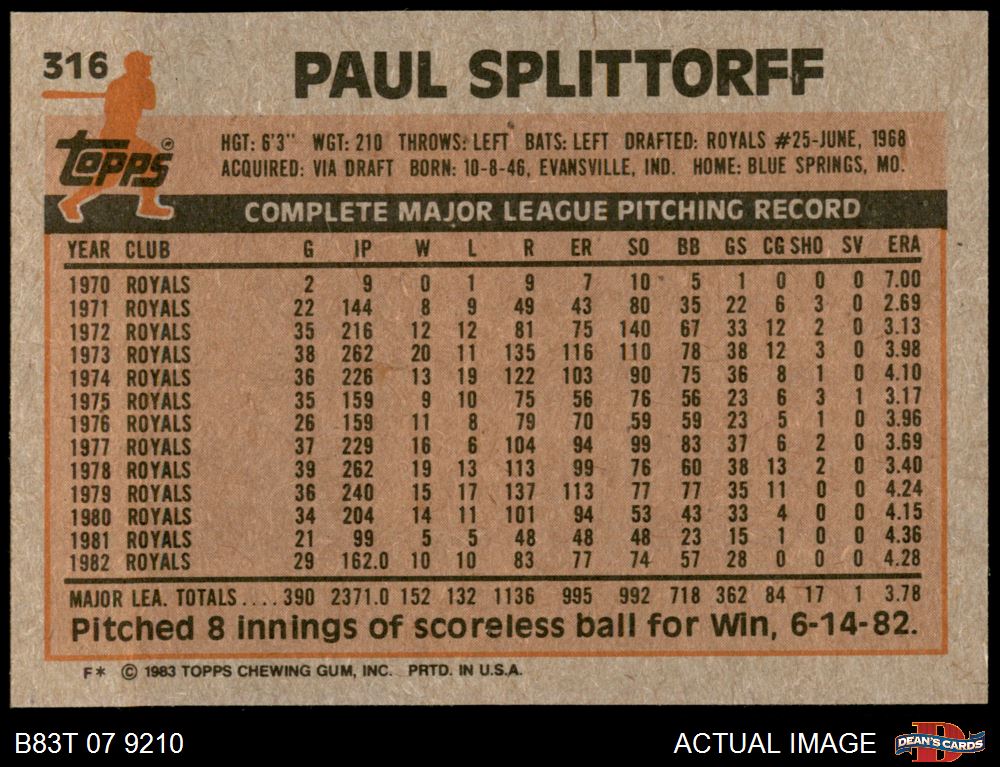 316 PAUL SPLITTORFF
topps®
HGT: 6'3" WGT: 210 THROWS: LEFT BATS: LEFT DRAFTED: ROYALS #25-JUNE, 1968
ACQUIRED: VIA DRAFT BORN: 10-8-46, EVANSVILLE, IND. HOME: BLUE SPRINGS, MO.
COMPLETE MAJOR LEAGUE PITCHING RECORD
YEAR CLUB G IP W L R ER SO BB GS CG SHO SV ERA
1970 ROYALS 2 9 0 1 9 7 10 5 1 0 0 0 7.00
1971 ROYALS 22 144 8 9 49 43 80 35 22 6 3 0 2.69
1972 ROYALS 35 216 12 12 81 75 140 67 33 12 2 0 3.13
1973 ROYALS 38 262 20 11 135 116 110 78 38 12 3 0 3.98
1974 ROYALS 36 226 13 19 122 103 90 75 36 8 1 0 4.10
1975 ROYALS 35 159 9 10 75 56 76 56 23 6 3 1 3.17
1976 ROYALS 26 159 11 8 79 70 59 59 23 5 1 0 3.96
1977 ROYALS 37 229 16 6 104 94 99 83 37 6 2 0 3.69
1978 ROYALS 39 262 19 13 113 99 76 60 38 13 2 0 3.40
1979 ROYALS 36 240 15 17 137 113 77 77 35 11 0 0 4.24
1980 ROYALS 34 204 14 11 101 94 53 43 33 4 0 0 4.15
1981 ROYALS 21 99 5 5 48 48 48 23 15 1 0 0 4.36
1982 ROYALS 29 162.0 10 10 83 77 74 57 28 0 0 0 4.28
MAJOR LEA. TOTALS.... 390 2371.0 152 132 1136 995 992 718 362 84 17 1 3.78
Pitched 8 innings of scoreless ball for Win, 6-14-82.
F* © 1983 TOPPS CHEWING GUM, INC. PRTD. IN U.S.A.
B83T 07 9210 ACTUAL IMAGE D DEAN'S CARDS